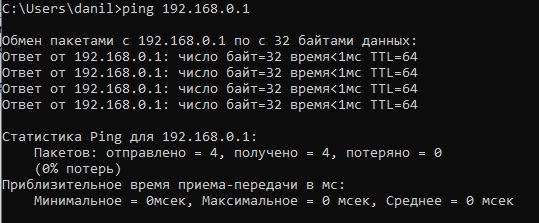 C:\Users\danil>ping 192.168.0.1
Обмен пакетами с 192.168.0.1 по с 32 байтами данных:
Ответ от 192.168.0.1: число байт=32 время<1мс TTL=64
Ответ от 192.168.0.1: число байт=32 время<1мс TTL=64
Ответ от 192.168.0.1: число байт=32 время<1мс TTL=64
Ответ от 192.168.0.1: число байт=32 время<1мс TTL=64
Статистика Ping для 192.168.0.1:
Пакетов: отправлено = 4, получено = 4, потеряно = 0
(0% потерь)
Приблизительное время приема-передачи в мс:
Минимальное = 0мсек, Максимальное = 0 мсек, Среднее = 0 мсек